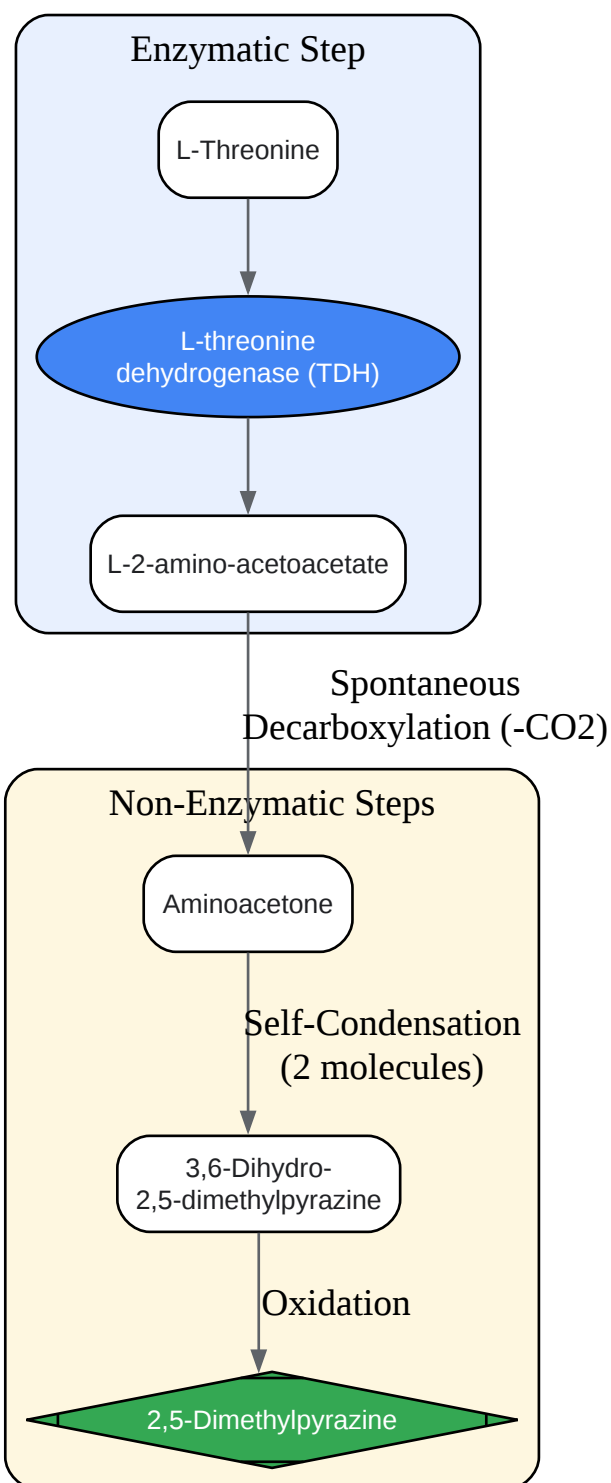 Enzymatic Step
L-Threonine
L-threonine
dehydrogenase (TDH)
L-2-amino-acetoacetate
Spontaneous
Decarboxylation (-CO2)
Non-Enzymatic Steps
Aminoacetone
Self-Condensation
(2 molecules)
3,6-Dihydro-
2,5-dimethylpyrazine
Oxidation
2,5-Dimethylpyrazine